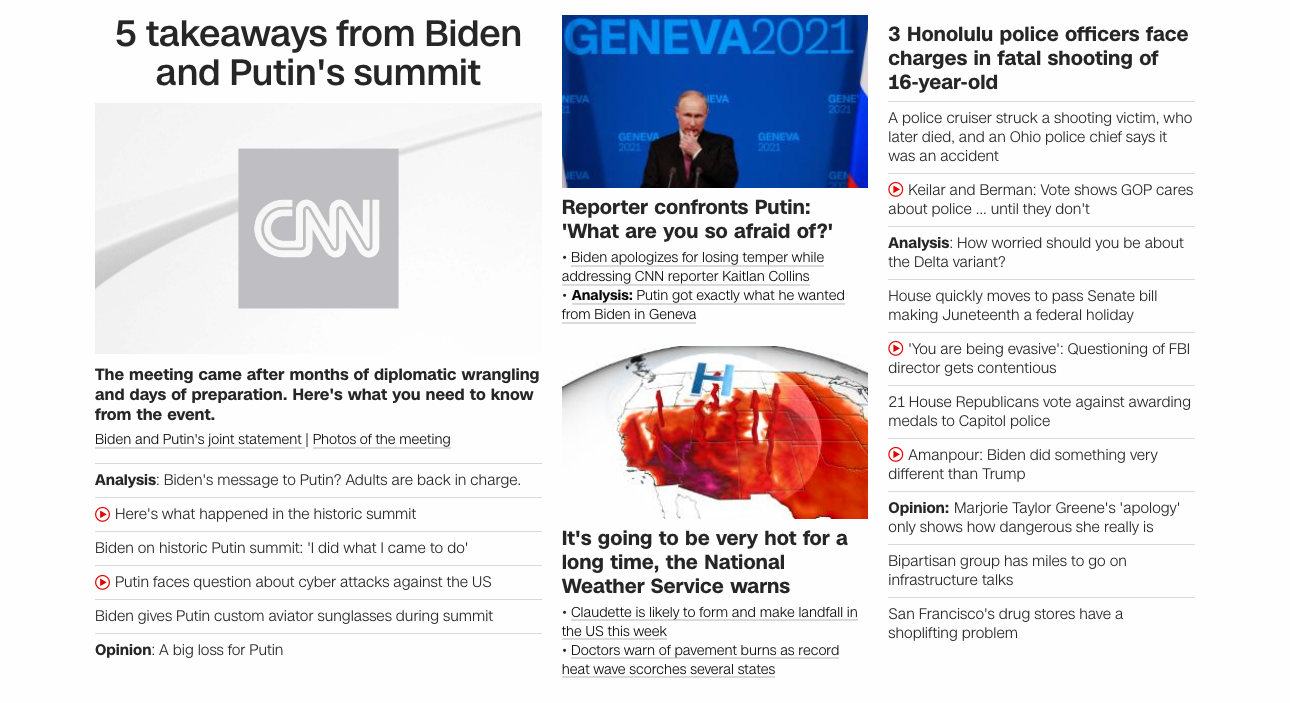 5 takeaways from Biden
and Putin's summit
CNN
The meeting came after months of diplomatic wrangling
and days of preparation. Here's what you need to know
from the event.
Biden and Putin's joint statement | Photos of the meeting
Analysis: Biden's message to Putin? Adults are back in charge.
Here's what happened in the historic summit
Biden on historic Putin summit: 'I did what I came to do'
Putin faces question about cyber attacks against the US
Biden gives Putin custom aviator sunglasses during summit
Opinion: A big loss for Putin
GENEVA2021
NEVA
21
NEVA
GENE
202
GENEVA
2021
GENEVA
2021
NEVA
GEN
Reporter confronts Putin:
'What are you so afraid of?'
• Biden apologizes for losing temper while
addressing CNN reporter Kaitlan Collins
• Analysis: Putin got exactly what he wanted
from Biden in Geneva
H
It's going to be very hot for a
long time, the National
Weather Service warns
• Claudette is likely to form and make landfall in
the US this week
• Doctors warn of pavement burns as record
heat wave scorches several states
3 Honolulu police officers face
charges in fatal shooting of
16-year-old
A police cruiser struck a shooting victim, who
later died, and an Ohio police chief says it
was an accident
Keilar and Berman: Vote shows GOP cares
about police ... until they don't
Analysis: How worried should you be about
the Delta variant?
House quickly moves to pass Senate bill
making Juneteenth a federal holiday
'You are being evasive': Questioning of FBI
director gets contentious
21 House Republicans vote against awarding
medals to Capitol police
Amanpour: Biden did something very
different than Trump
Opinion: Marjorie Taylor Greene's 'apology'
only shows how dangerous she really is
Bipartisan group has miles to go on
infrastructure talks
San Francisco's drug stores have a
shoplifting problem